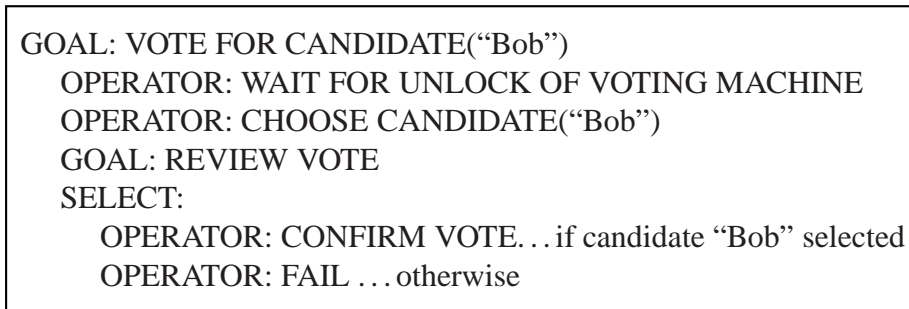 GOAL: VOTE FOR CANDIDATE(“Bob”)
OPERATOR: WAIT FOR UNLOCK OF VOTING MACHINE
OPERATOR: CHOOSE CANDIDATE(“Bob”)
GOAL: REVIEW VOTE
SELECT:
OPERATOR: CONFIRM VOTE...if candidate “Bob” selected
OPERATOR: FAIL ...otherwise